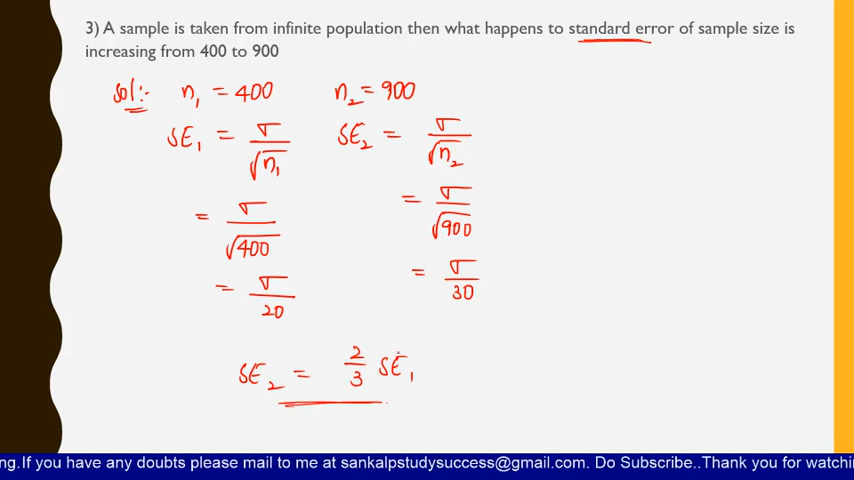 3) A sample is taken from infinite population then what happens to standard error of sample size is
increasing from 400 to 900
Sol:- n₁ = 400 n₂ = 900
SE₁ = σ/√n₁ SE₂ = σ/√n₂
= σ/√400 = σ/√900
= σ/20 = σ/30
SE₂ = 2/3 SE₁
ng.If you have any doubts please mail to me at sankalpstudysuccess@gmail.com. Do Subscribe..Thank you for watchin